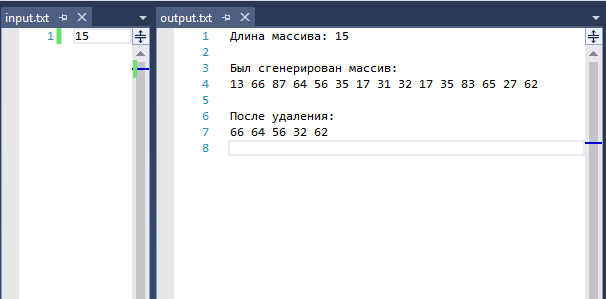 input.txt
1 15
output.txt
1 Длина массива: 15
2
3 Был сгенерирован массив:
4 13 66 87 64 56 35 17 31 32 17 35 83 65 27 62
5
6 После удаления:
7 66 64 56 32 62
8